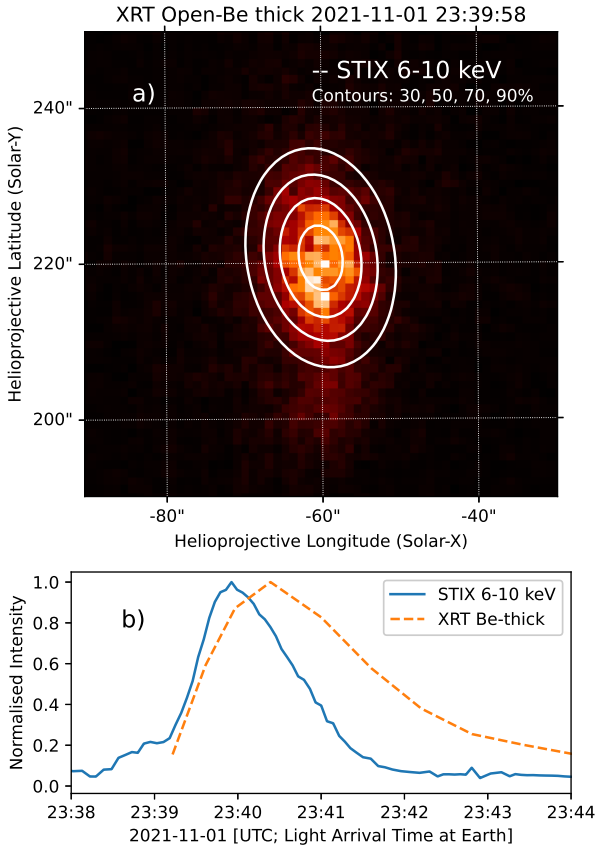 XRT Open-Be thick 2021-11-01 23:39:58
-- STIX 6-10 keV
a)
Contours: 30, 50, 70, 90%
240"
220"
200"
Helioprojective Latitude (Solar-Y)
-80"
-60"
-40"
Helioprojective Longitude (Solar-X)
1.0
0.8
0.6
0.4
0.2
0.0
Normalised Intensity
b)
STIX 6-10 keV
XRT Be-thick
23:38
23:39
23:40
23:41
23:42
23:43
23:44
2021-11-01 [UTC; Light Arrival Time at Earth]